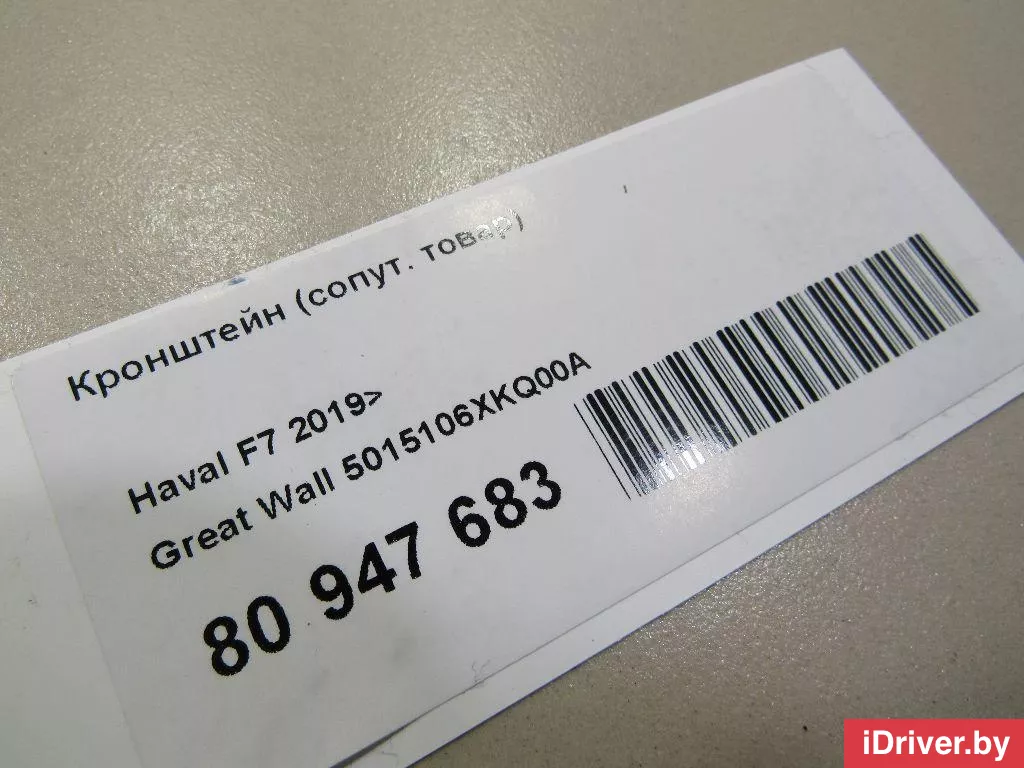 Кронштейн (сопут. товар)
Haval F7 2019>
Great Wall 5015106XKQ00A
80 947 683
iDriver.by